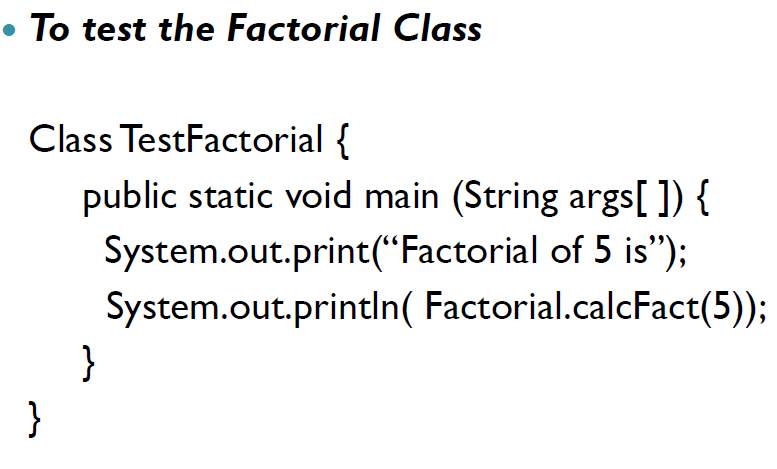 • To test the Factorial Class
Class TestFactorial {
public static void main (String args[ ]) {
System.out.print(“Factorial of 5 is”);
System.out.println( Factorial.calcFact(5));
}
}